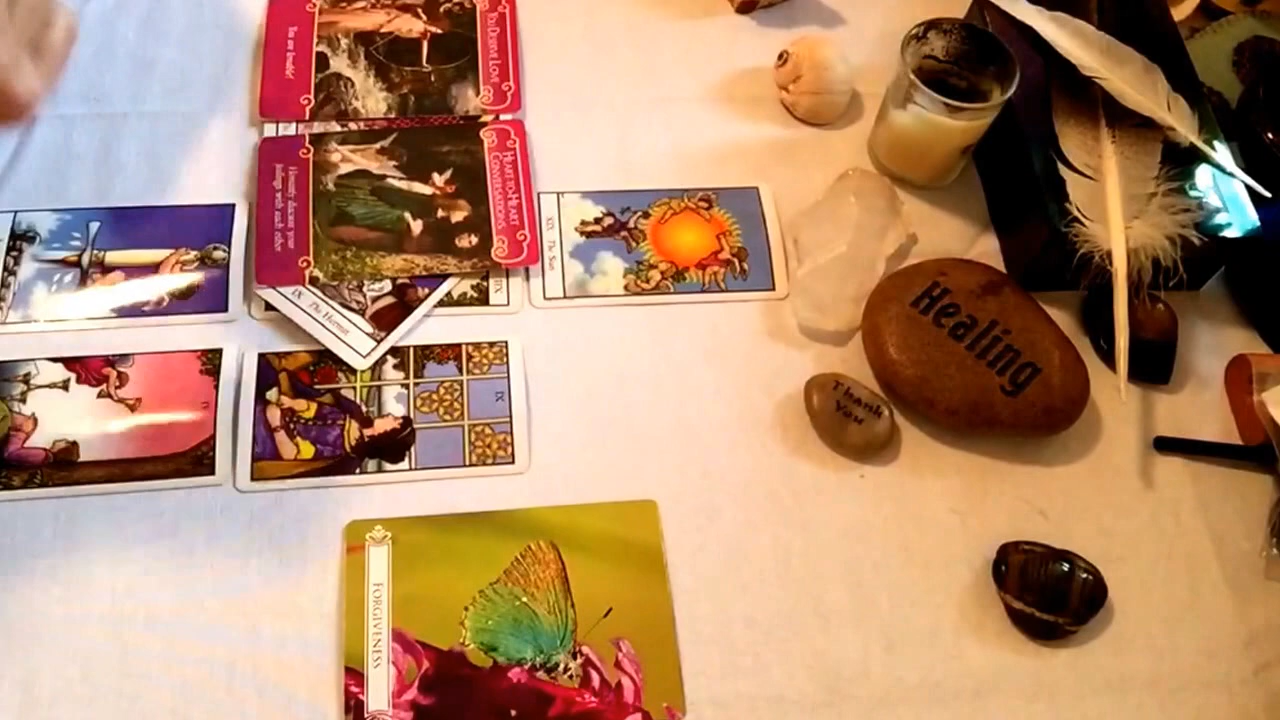 YOU DESERVE LOVE
You are lovable!
HEART-TO-HEART
CONVERSATIONS
Honestly discuss your
feelings with each other
XIX The Sun
IX The Hermit
IX
Healing
Thank
You
FORGIVENESS